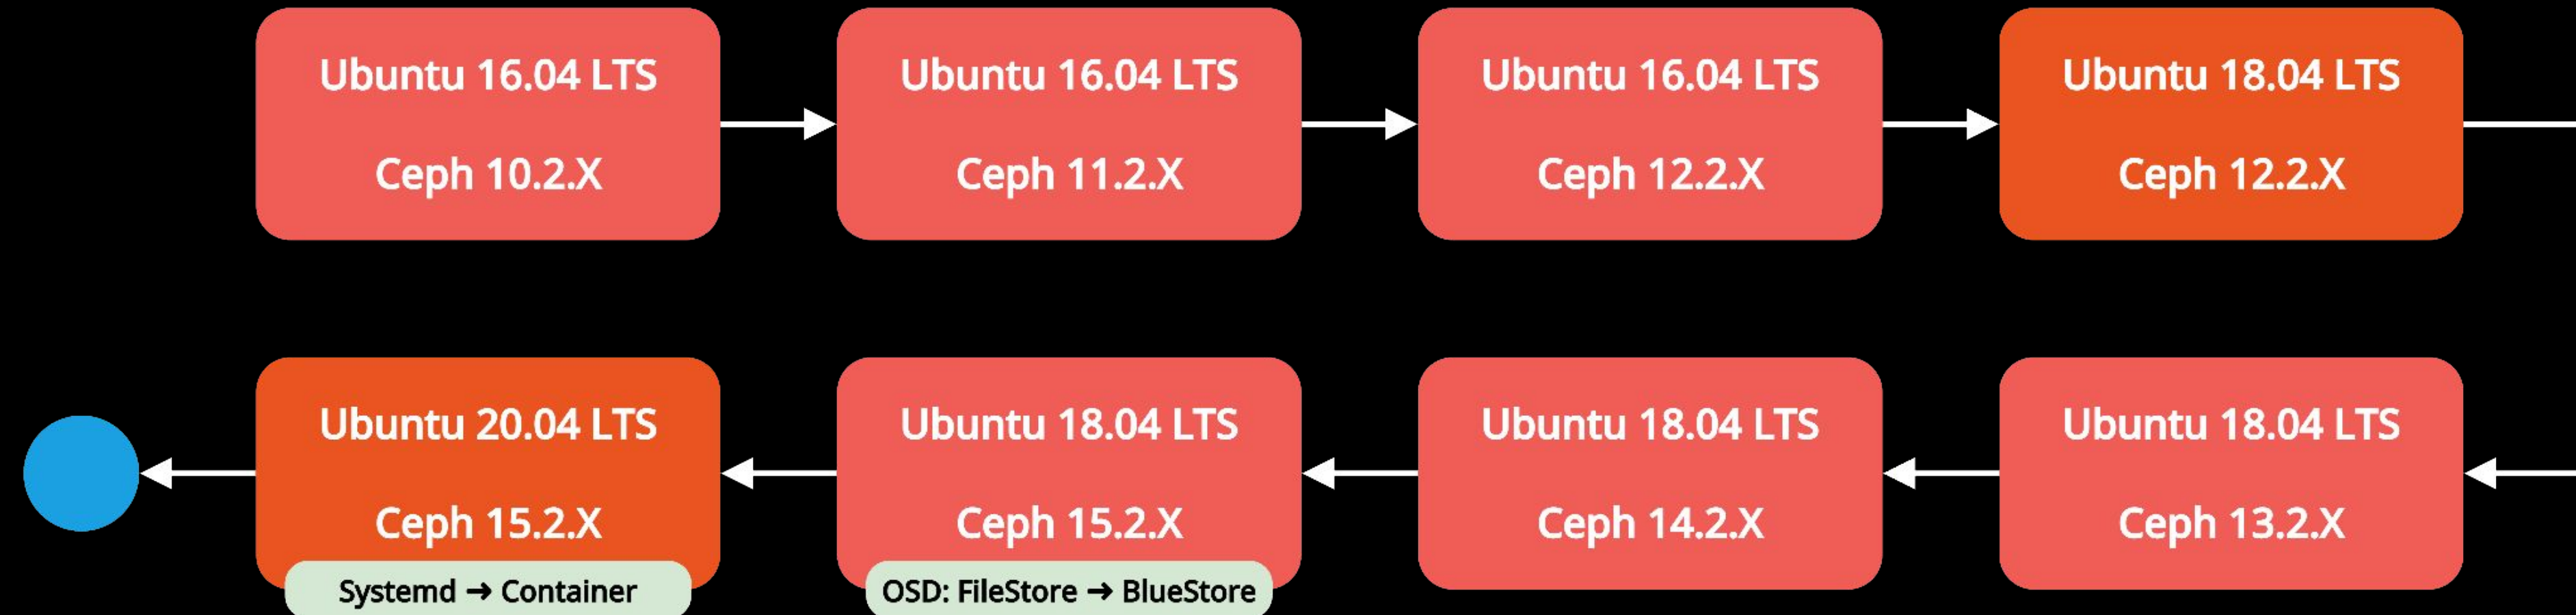 Ubuntu 16.04 LTS
Ceph 10.2.X
Ubuntu 16.04 LTS
Ceph 11.2.X
Ubuntu 16.04 LTS
Ceph 12.2.X
Ubuntu 18.04 LTS
Ceph 12.2.X
Ubuntu 20.04 LTS
Ceph 15.2.X
Systemd → Container
Ubuntu 18.04 LTS
Ceph 15.2.X
OSD: FileStore → BlueStore
Ubuntu 18.04 LTS
Ceph 14.2.X
Ubuntu 18.04 LTS
Ceph 13.2.X